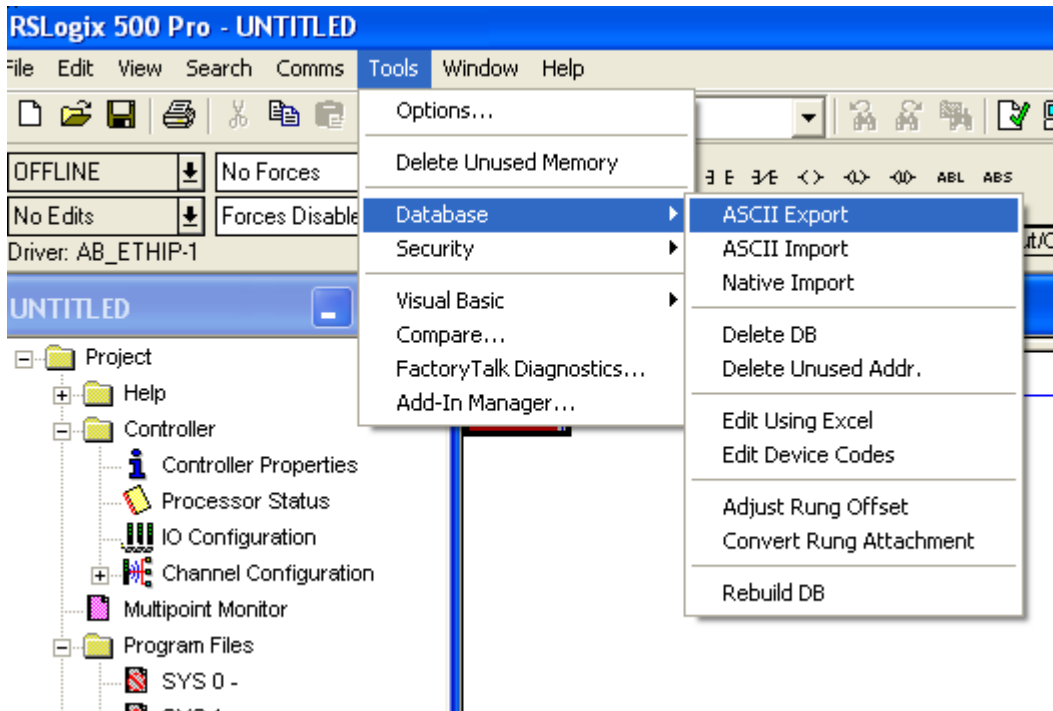 RSLogix 500 Pro - UNTITLED
File Edit View Search Comms Tools Window Help
OFFLINE No Forces
No Edits Forces Disable
Driver: AB_ETHIP-1
ABL ABS
Options...
Delete Unused Memory
Database
Security
Visual Basic
Compare...
FactoryTalk Diagnostics...
Add-In Manager...
ASCII Export
ASCII Import
Native Import
Delete DB
Delete Unused Addr.
Edit Using Excel
Edit Device Codes
Adjust Rung Offset
Convert Rung Attachment
Rebuild DB
UNTITLED
Project
Help
Controller
Controller Properties
Processor Status
IO Configuration
Channel Configuration
Multipoint Monitor
Program Files
SYS 0 -